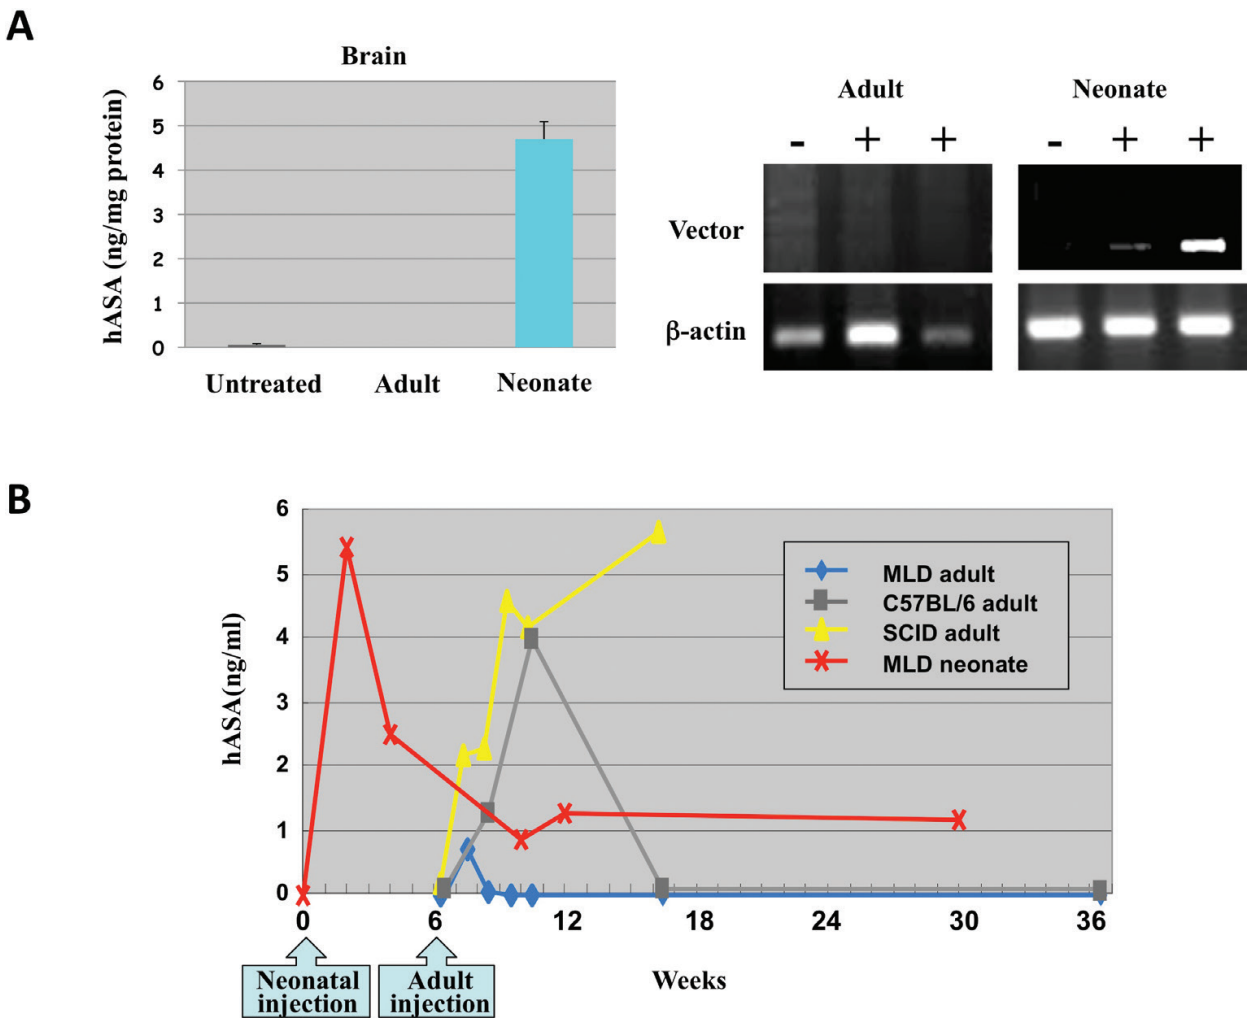 A
Brain
hASA (ng/mg protein)
6
5
4
3
2
1
0
Untreated Adult Neonate
Adult Neonate
- + + - + +
Vector
β-actin
B
hASA(ng/ml)
6
5
4
3
2
1
0
MLD adult
C57BL/6 adult
SCID adult
MLD neonate
0 6 12 18 24 30 36
Weeks
Neonatal
injection
Adult
injection